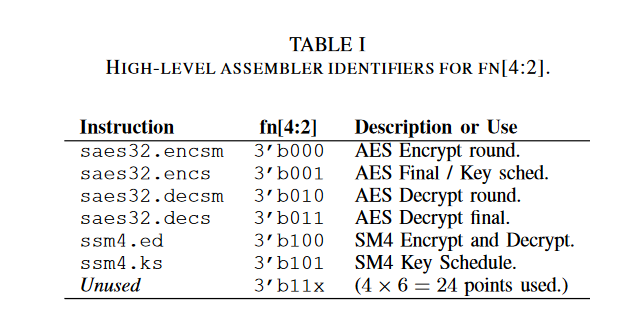 TABLE I
HIGH-LEVEL ASSEMBLER IDENTIFIERS FOR FN[4:2].
Instruction fn[4:2] Description or Use
saes32.encsm 3′b000 AES Encrypt round.
saes32.encs 3′b001 AES Final / Key sched.
saes32.decsm 3′b010 AES Decrypt round.
saes32.decs 3′b011 AES Decrypt final.
ssm4.ed 3′b100 SM4 Encrypt and Decrypt.
ssm4.ks 3′b101 SM4 Key Schedule.
Unused 3′b11x (4 × 6 = 24 points used.)